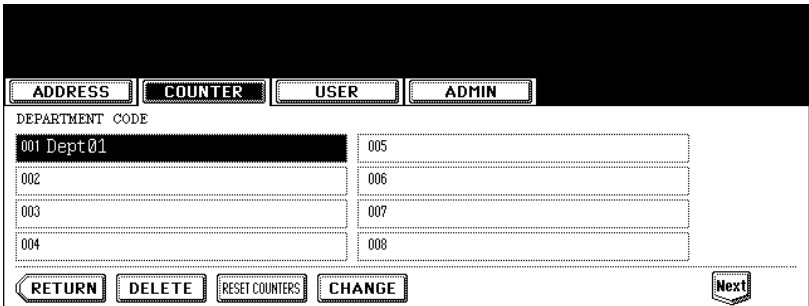 ADDRESS COUNTER USER ADMIN
DEPARTMENT CODE
001 Dept01 005
002 006
003 007
004 008
RETURN DELETE RESET COUNTERS CHANGE Next